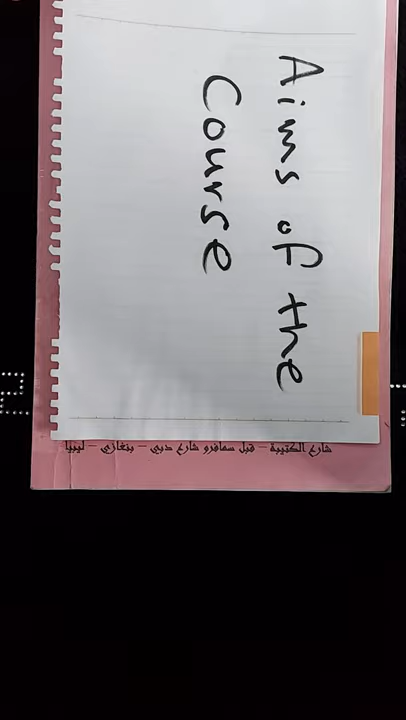 Aims of the
Course
شارع الكتيبة – قبل سمافرو شارع دبي – بنغازي – ليبيا